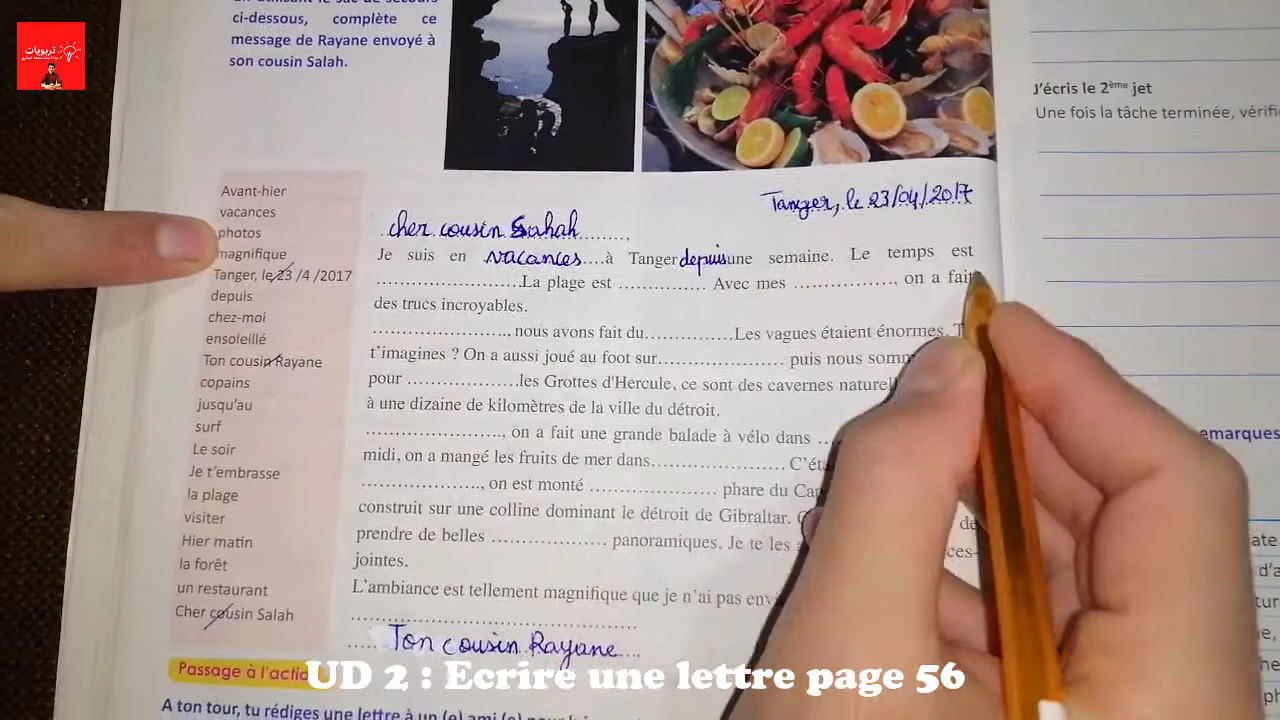 تربويات
ci-dessous, complète ce
message de Rayane envoyé à
son cousin Salah.
J'écris le 2ème jet
Une fois la tâche terminée, vérifi
Avant-hier
vacances
photos
magnifique
Tanger, le 23 /4 /2017
depuis
chez-moi
ensoleillé
Ton cousin Rayane
copains
jusqu'au
surf
Le soir
Je t'embrasse
la plage
visiter
Hier matin
la forêt
un restaurant
Cher cousin Salah
Tanger, le 23/04/2017
cher cousin Sahah ..........,
Je suis en vacances....à Tanger depuis une semaine. Le temps est
........................La plage est .............. Avec mes ................, on a fait
des trucs incroyables.
......................, nous avons fait du..............Les vagues étaient énormes. T
t'imagines ? On a aussi joué au foot sur.................... puis nous somm
pour ..................les Grottes d'Hercule, ce sont des cavernes naturell
à une dizaine de kilomètres de la ville du détroit.
......................, on a fait une grande balade à vélo dans ...
midi, on a mangé les fruits de mer dans..................... C'éta
..................., on est monté .................... phare du Cap
construit sur une colline dominant le détroit de Gibraltar. de
prendre de belles .................. panoramiques. Je te les ces-
jointes.
L'ambiance est tellement magnifique que je n'ai pas envi
................................................
..... Ton cousin Rayane ...
emarques
Passage à l'actio
UD 2 : Ecrire une lettre page 56
A ton tour, tu rédiges une lettre à un (e) ami (e)